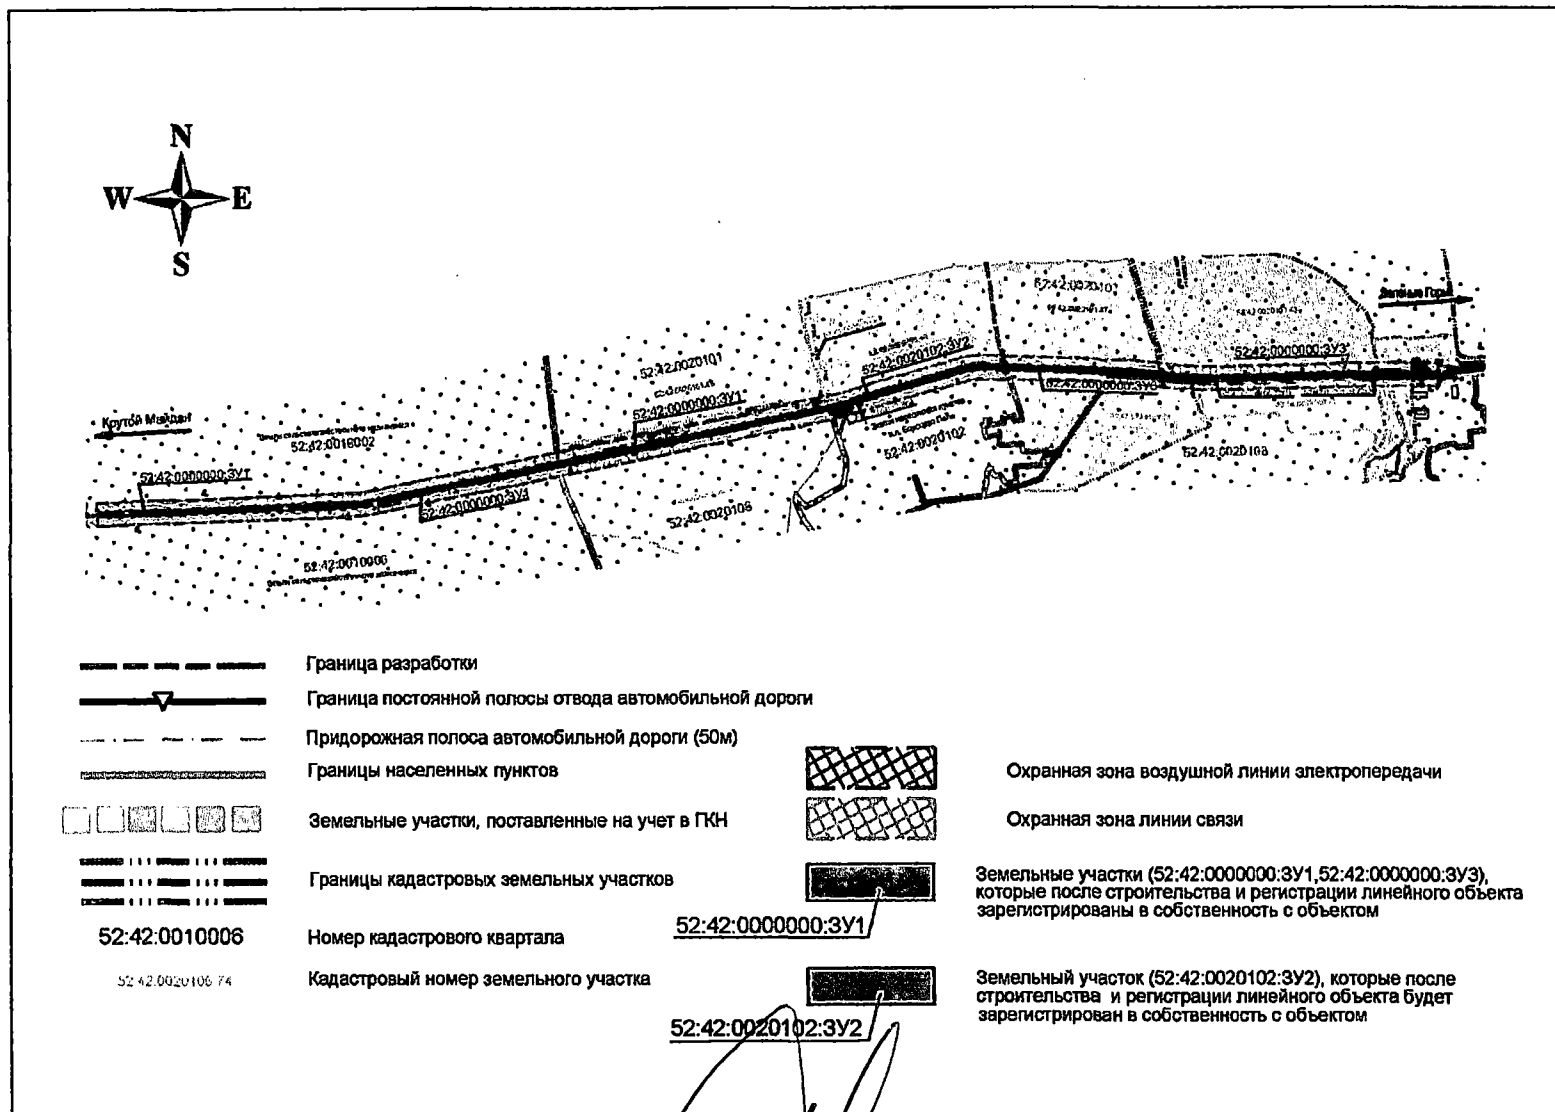 N
W E
S
52:42:0020101
Зелёные Горы
52:42:0000000:ЗУ3
52:42:0020102:ЗУ2
52:42:0020101
52:42:0000000:ЗУ1
Крутой Майдан
52:42:0010002
52:42:0020102
52:42:0000000:ЗУ1
52:42:0000000:ЗУ1
52:42:0020106
52:42:0010006
Граница разработки
Граница постоянной полосы отвода автомобильной дороги
Придорожная полоса автомобильной дороги (50м)
Границы населенных пунктов
Земельные участки, поставленные на учет в ГКН
Границы кадастровых земельных участков
52:42:0010006 Номер кадастрового квартала
52:42:0020106:74 Кадастровый номер земельного участка
Охранная зона воздушной линии электропередачи
Охранная зона линии связи
Земельные участки (52:42:0000000:ЗУ1,52:42:0000000:ЗУ3),
которые после строительства и регистрации линейного объекта
зарегистрированы в собственность с объектом
52:42:0000000:ЗУ1
Земельный участок (52:42:0020102:ЗУ2), которые после
строительства и регистрации линейного объекта будет
зарегистрирован в собственность с объектом
52:42:0020102:ЗУ2